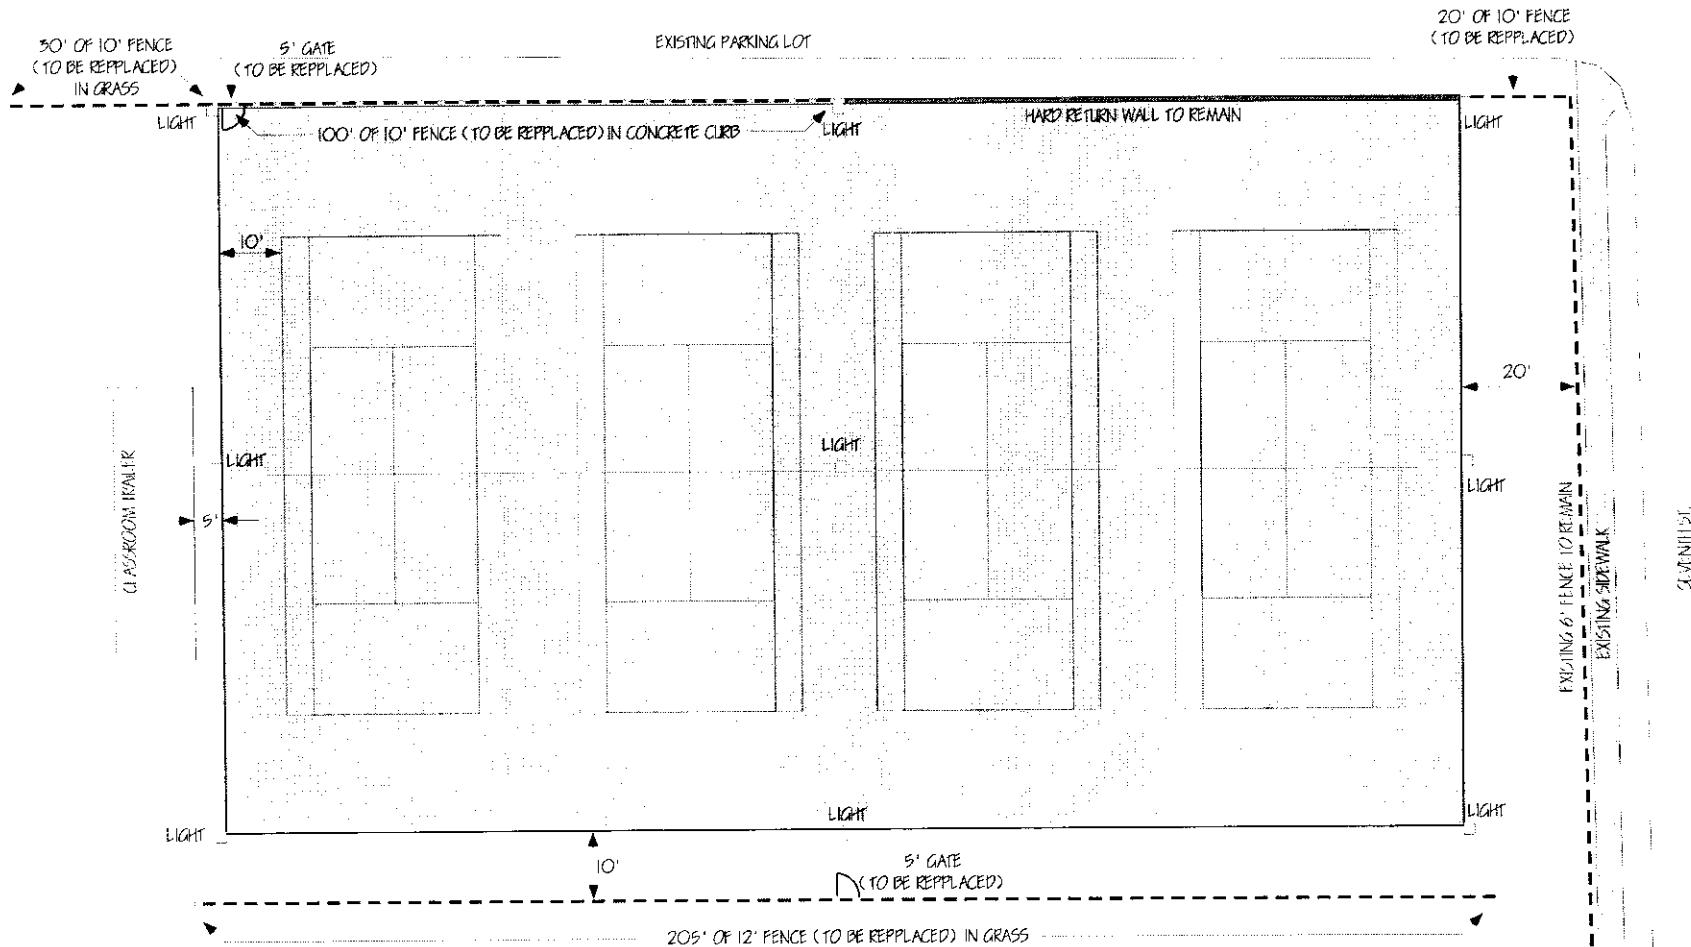 30' OF 10' FENCE
(TO BE REPPLACED)
IN GRASS
5' GATE
(TO BE REPPLACED)
EXISTING PARKING LOT
20' OF 10' FENCE
(TO BE REPPLACED)
LIGHT
100' OF 10' FENCE (TO BE REPPLACED) IN CONCRETE CURB
LIGHT
HARD RETURN WALL TO REMAIN
LIGHT
10'
20'
LIGHT
LIGHT
LIGHT
CLASSROOM TRAILER
5'
EXISTING 6' FENCE TO REMAIN
EXISTING SIDEWALK
SEVENTH ST.
LIGHT
LIGHT
LIGHT
10'
5' GATE
(TO BE REPPLACED)
205' OF 12' FENCE (TO BE REPPLACED) IN GRASS